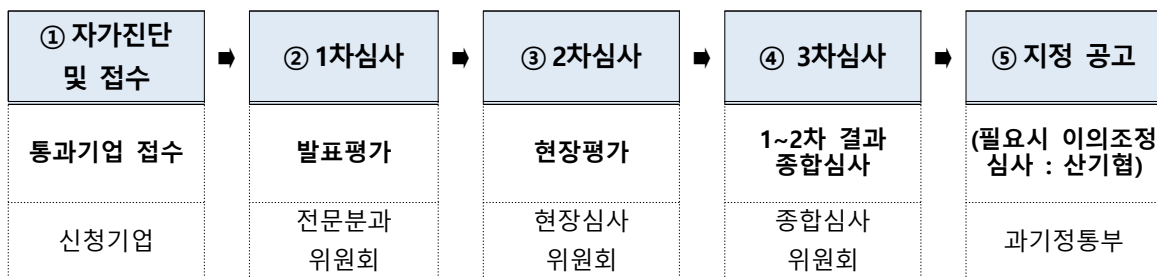 ① 자가진단
및 접수
➡
② 1차심사
➡
③ 2차심사
➡
④ 3차심사
➡
⑤ 지정 공고
통과기업 접수
발표평가
현장평가
1~2차 결과
종합심사
(필요시 이의조정
심사 : 산기협)
신청기업
전문분과
위원회
현장심사
위원회
종합심사
위원회
과기정통부